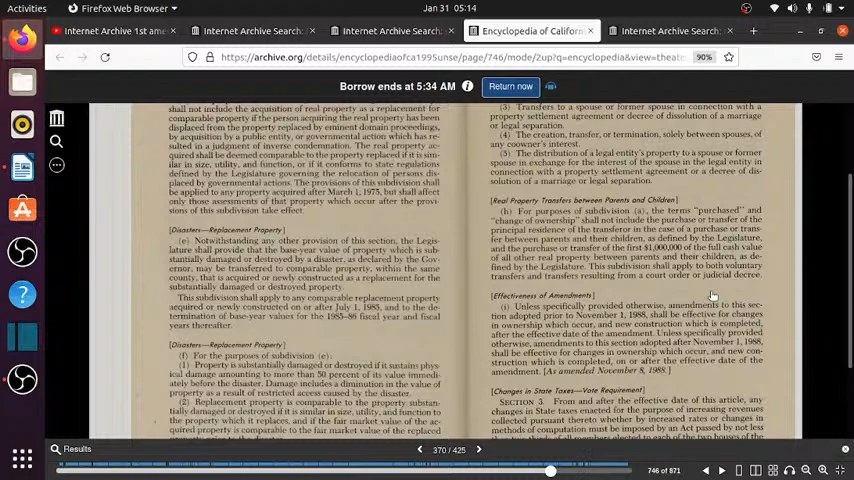 Activities
Firefox Web Browser
Jan 31 05:14
Internet Archive 1st ame
Internet Archive Search:
Internet Archive Search:
Encyclopedia of Californ
Internet Archive Search:
https://archive.org/details/encyclopediaofca1995unse/page/746/mode/2up?q=encyclopedia&view=theate
90%
Borrow ends at 5:34 AM
Return now
shall not include the acquisition of real property as a replacement for
comparable property if the person acquiring the real property has been
displaced from the property replaced by eminent domain proceedings,
by acquisition by a public entity, or governmental action which has re-
sulted in a judgment of inverse condemnation. The real property ac-
quired shall be deemed comparable to the property replaced if it is sim-
ilar in size, utility, and function, or if it conforms to state regulations
defined by the Legislature governing the relocation of persons dis-
placed by governmental actions. The provisions of this subdivision shall
be applied to any property acquired after March 1, 1975, but shall affect
only those assessments of that property which occur after the provi-
sions of this subdivision take effect.
[Disasters—Replacement Property]
(e) Notwithstanding any other provision of this section, the Legis-
lature shall provide that the base-year value of property which is sub-
stantially damaged or destroyed by a disaster, as declared by the Gov-
ernor, may be transferred to comparable property, within the same
county, that is acquired or newly constructed as a replacement for the
substantially damaged or destroyed property.
This subdivision shall apply to any comparable replacement property
acquired or newly constructed on or after July 1, 1985, and to the de-
termination of base-year values for the 1985–86 fiscal year and fiscal
years thereafter.
[Disasters—Replacement Property]
(f) For the purposes of subdivision (e):
(1) Property is substantially damaged or destroyed if it sustains phys-
ical damage amounting to more than 50 percent of its value immedi-
ately before the disaster. Damage includes a diminution in the value of
property as a result of restricted access caused by the disaster.
(2) Replacement property is comparable to the property substan-
tially damaged or destroyed if it is similar in size, utility, and function to
the property which it replaces, and if the fair market value of the ac-
quired property is comparable to the fair market value of the replaced
(3) Transfers to a spouse or former spouse in connection with a
property settlement agreement or decree of dissolution of a marriage
or legal separation.
(4) The creation, transfer, or termination, solely between spouses, of
any coowner's interest.
(5) The distribution of a legal entity's property to a spouse or former
spouse in exchange for the interest of the spouse in the legal entity in
connection with a property settlement agreement or a decree of dis-
solution of a marriage or legal separation.
[Real Property Transfers between Parents and Children]
(h) For purposes of subdivision (a), the terms "purchased" and
"change of ownership" shall not include the purchase or transfer of the
principal residence of the transferor in the case of a purchase or trans-
fer between parents and their children, as defined by the Legislature,
and the purchase or transfer of the first $1,000,000 of the full cash value
of all other real property between parents and their children, as de-
fined by the Legislature. This subdivision shall apply to both voluntary
transfers and transfers resulting from a court order or judicial decree.
[Effectiveness of Amendments]
(i) Unless specifically provided otherwise, amendments to this sec-
tion adopted prior to November 1, 1988, shall be effective for changes
in ownership which occur, and new construction which is completed,
after the effective date of the amendment. Unless specifically provided
otherwise, amendments to this section adopted after November 1, 1988,
shall be effective for changes in ownership which occur, and new con-
struction which is completed, on or after the effective date of the
amendment. [As amended November 8, 1988.]
[Changes in State Taxes—Vote Requirement]
SECTION 3. From and after the effective date of this article, any
changes in State taxes enacted for the purpose of increasing revenues
collected pursuant thereto whether by increased rates or changes in
methods of computation must be imposed by an Act passed by not less
Results
370 / 425
746 of 871